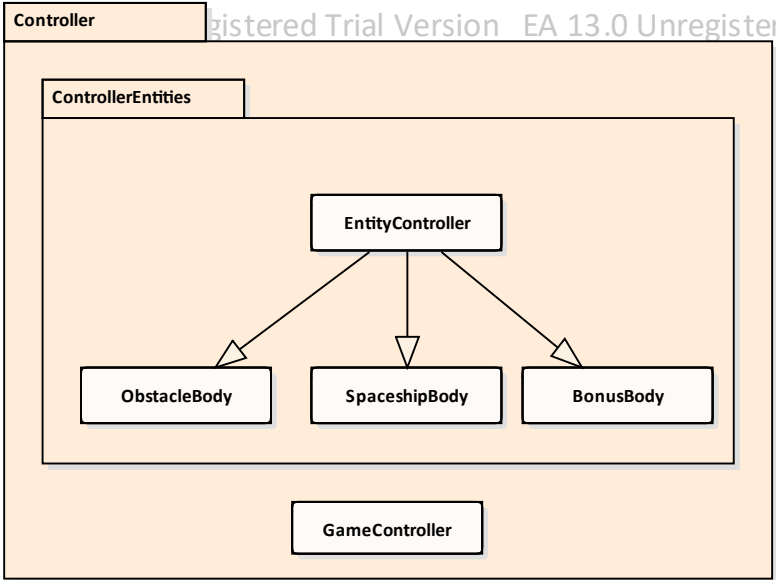 Controller
gistered Trial Version EA 13.0 Unregister
ControllerEntities
EntityController
ObstacleBody SpaceshipBody BonusBody
GameController